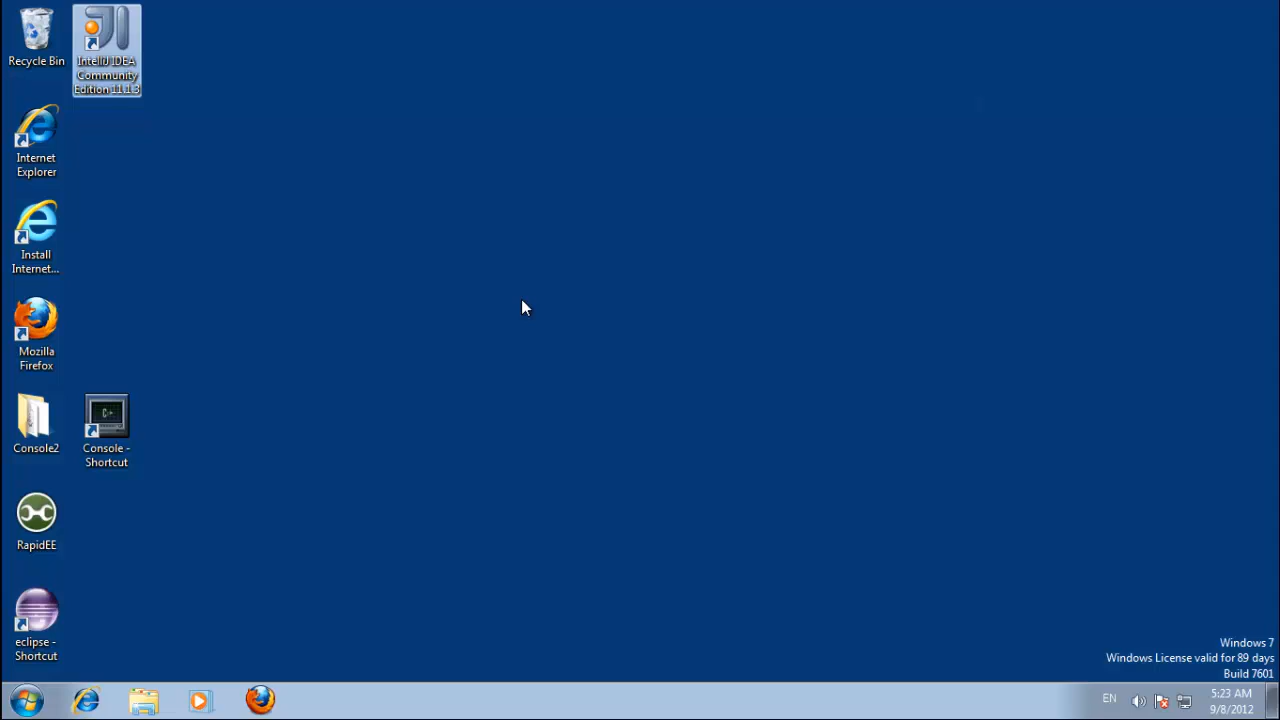 Recycle Bin
IntelliJ IDEA
Community
Edition 11.1.3
Internet
Explorer
Install
Internet...
Mozilla
Firefox
Console2
Console -
Shortcut
RapidEE
eclipse -
Shortcut
Windows 7
Windows License valid for 89 days
Build 7601
EN
5:23 AM
9/8/2012